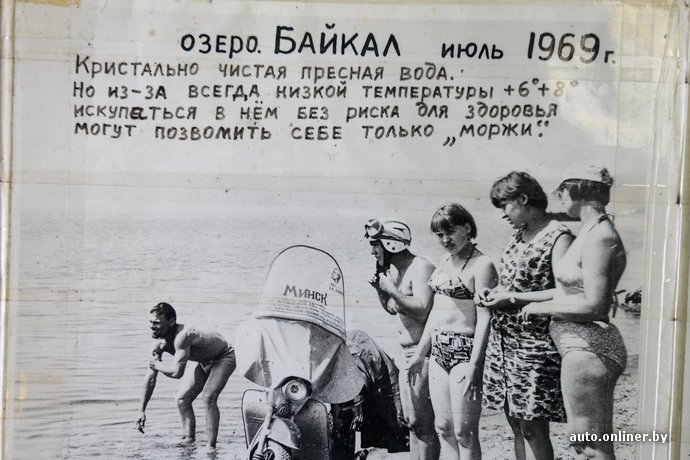 озеро. БАЙКАЛ июль 1969 г.
Кристально чистая пресная вода.
Но из-за всегда низкой температуры +6°+8°
искупаться в нём без риска для здоровья
могут позвомить себе только „моржи".
МИНСК
auto.onliner.by